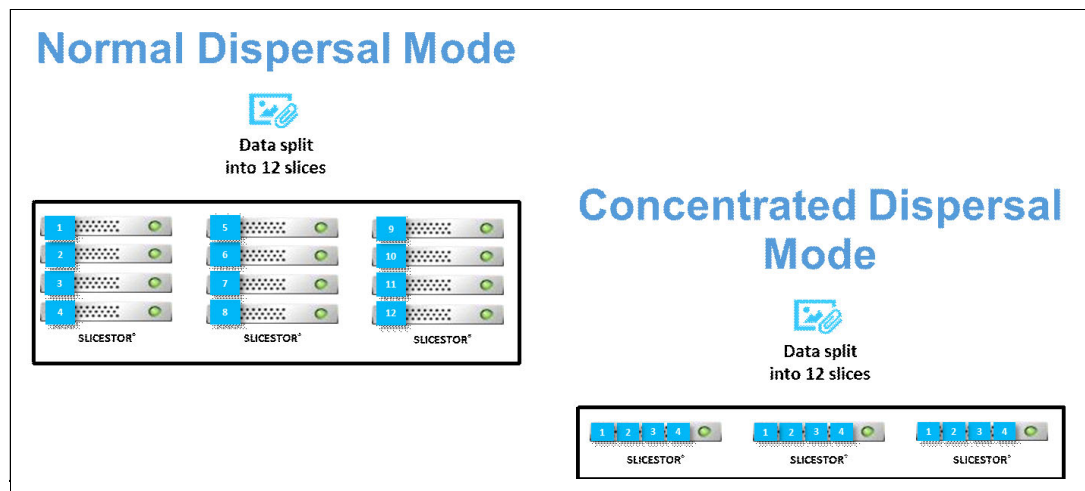 Normal Dispersal Mode
Data split
into 12 slices
1
2
3
4
SLICESTOR®
5
6
7
8
SLICESTOR®
9
10
11
12
SLICESTOR®
Concentrated Dispersal
Mode
Data split
into 12 slices
1 2 3 4
SLICESTOR®
1 2 3 4
SLICESTOR®
1 2 3 4
SLICESTOR®